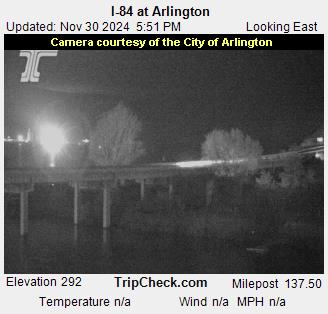 I-84 at Arlington
Updated: Nov 30 2024 5:51 PM Looking East
Camera courtesy of the City of Arlington
Elevation 292 TripCheck.com Milepost 137.50
Temperature n/a Wind n/a MPH n/a